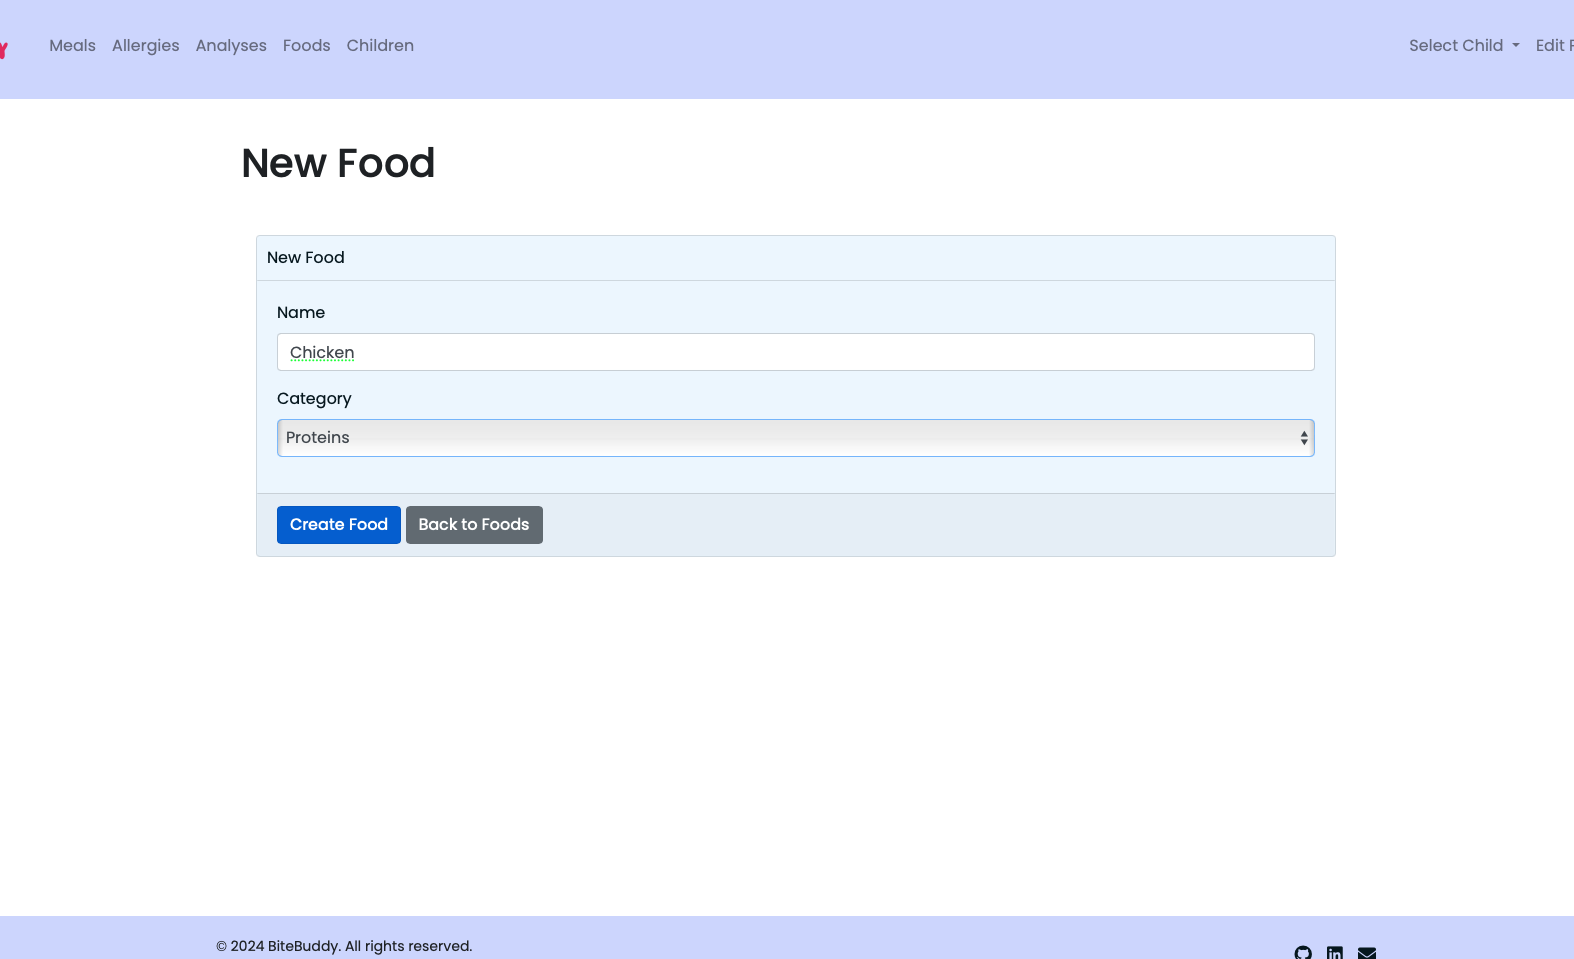 Meals Allergies Analyses Foods Children Select Child Edit
New Food
New Food
Name
Chicken
Category
Proteins
Create Food Back to Foods
© 2024 BiteBuddy. All rights reserved.